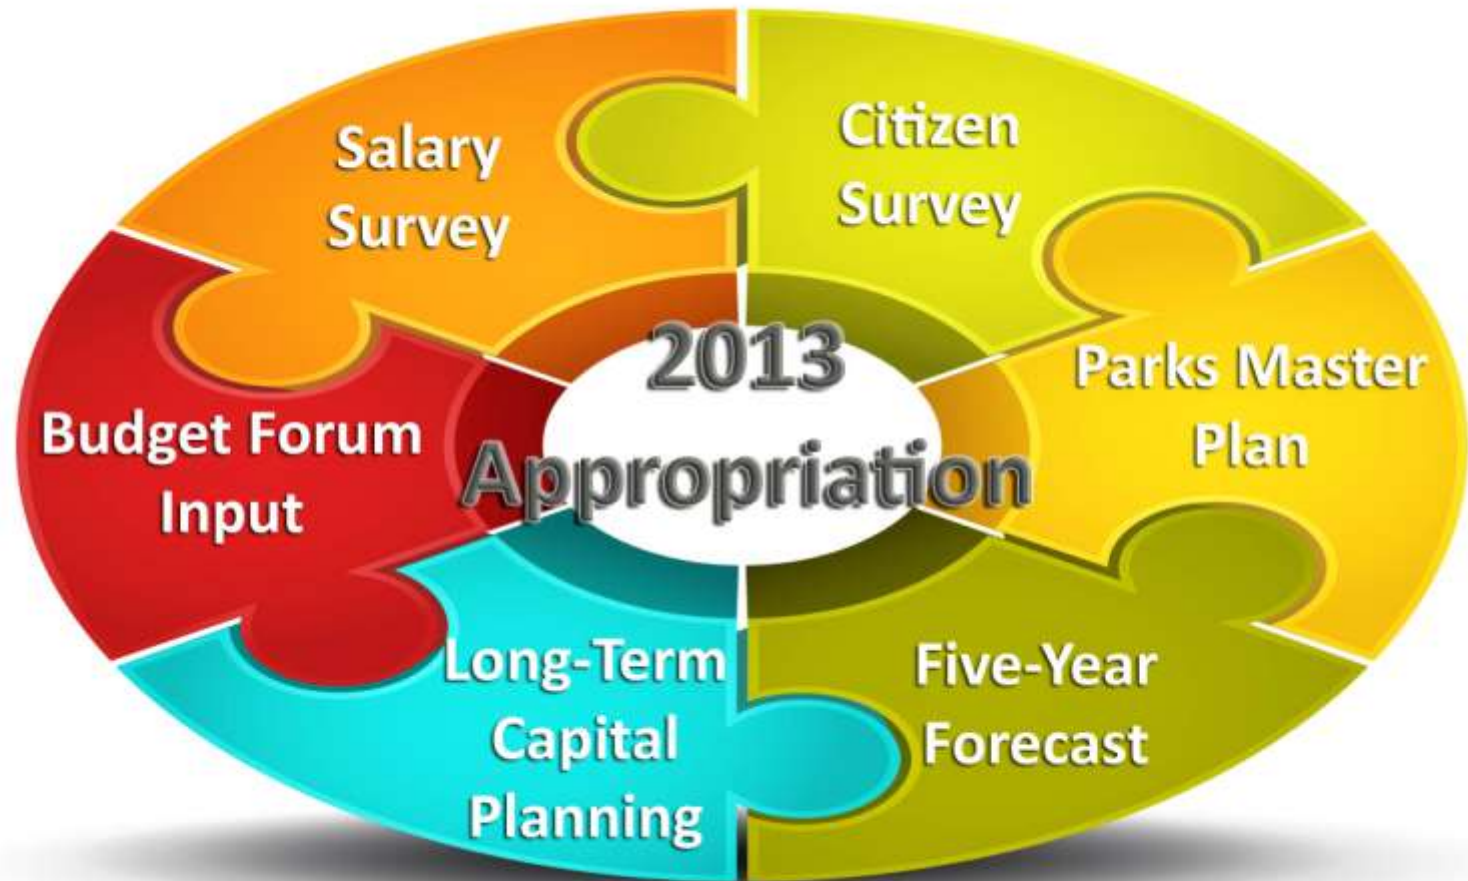 Salary
Survey
Citizen
Survey
Parks Master
Plan
Five-Year
Forecast
Long-Term
Capital
Planning
Budget Forum
Input
2013
Appropriation